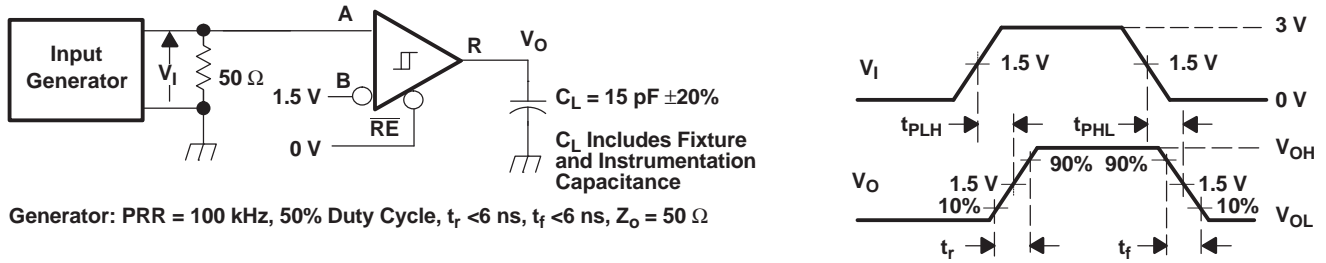 Input
Generator
V_I
50 Ω
A
B
1.5 V
R̅E̅
0 V
R
V_O
C_L = 15 pF ±20%
C_L Includes Fixture
and Instrumentation
Capacitance
Generator: PRR = 100 kHz, 50% Duty Cycle, t_r <6 ns, t_f <6 ns, Z_o = 50 Ω
3 V
V_I
1.5 V
1.5 V
0 V
t_PLH
t_PHL
V_OH
90%
90%
V_O
1.5 V
1.5 V
10%
10%
V_OL
t_r
t_f